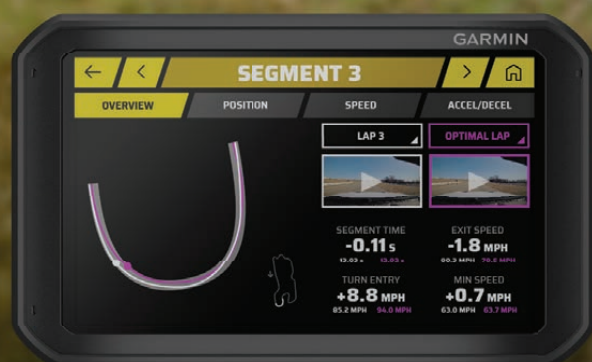 GARMIN
SEGMENT 3
OVERVIEW POSITION SPEED ACCEL/DECEL
LAP 3 OPTIMAL LAP
SEGMENT TIME EXIT SPEED
-0.11 s -1.8 MPH
TURN ENTRY MIN SPEED
+8.8 MPH +0.7 MPH
85.2 MPH 94.0 MPH 63.0 MPH 63.7 MPH